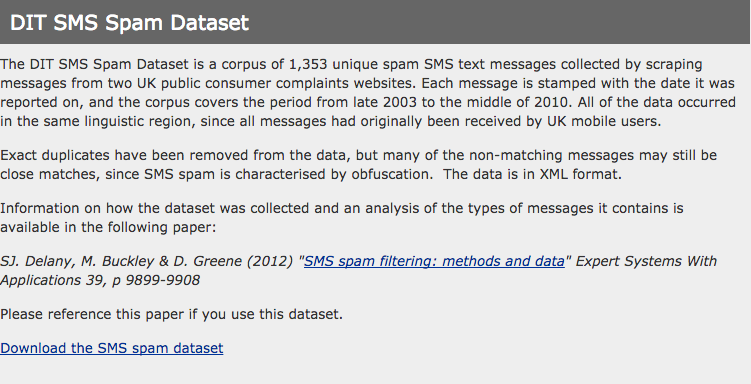 DIT SMS Spam Dataset
The DIT SMS Spam Dataset is a corpus of 1,353 unique spam SMS text messages collected by scraping
messages from two UK public consumer complaints websites. Each message is stamped with the date it was
reported on, and the corpus covers the period from late 2003 to the middle of 2010. All of the data occurred
in the same linguistic region, since all messages had originally been received by UK mobile users.
Exact duplicates have been removed from the data, but many of the non-matching messages may still be
close matches, since SMS spam is characterised by obfuscation.  The data is in XML format.
Information on how the dataset was collected and an analysis of the types of messages it contains is
available in the following paper:
SJ. Delany, M. Buckley & D. Greene (2012) "SMS spam filtering: methods and data" Expert Systems With
Applications 39, p 9899-9908
Please reference this paper if you use this dataset.
Download the SMS spam dataset